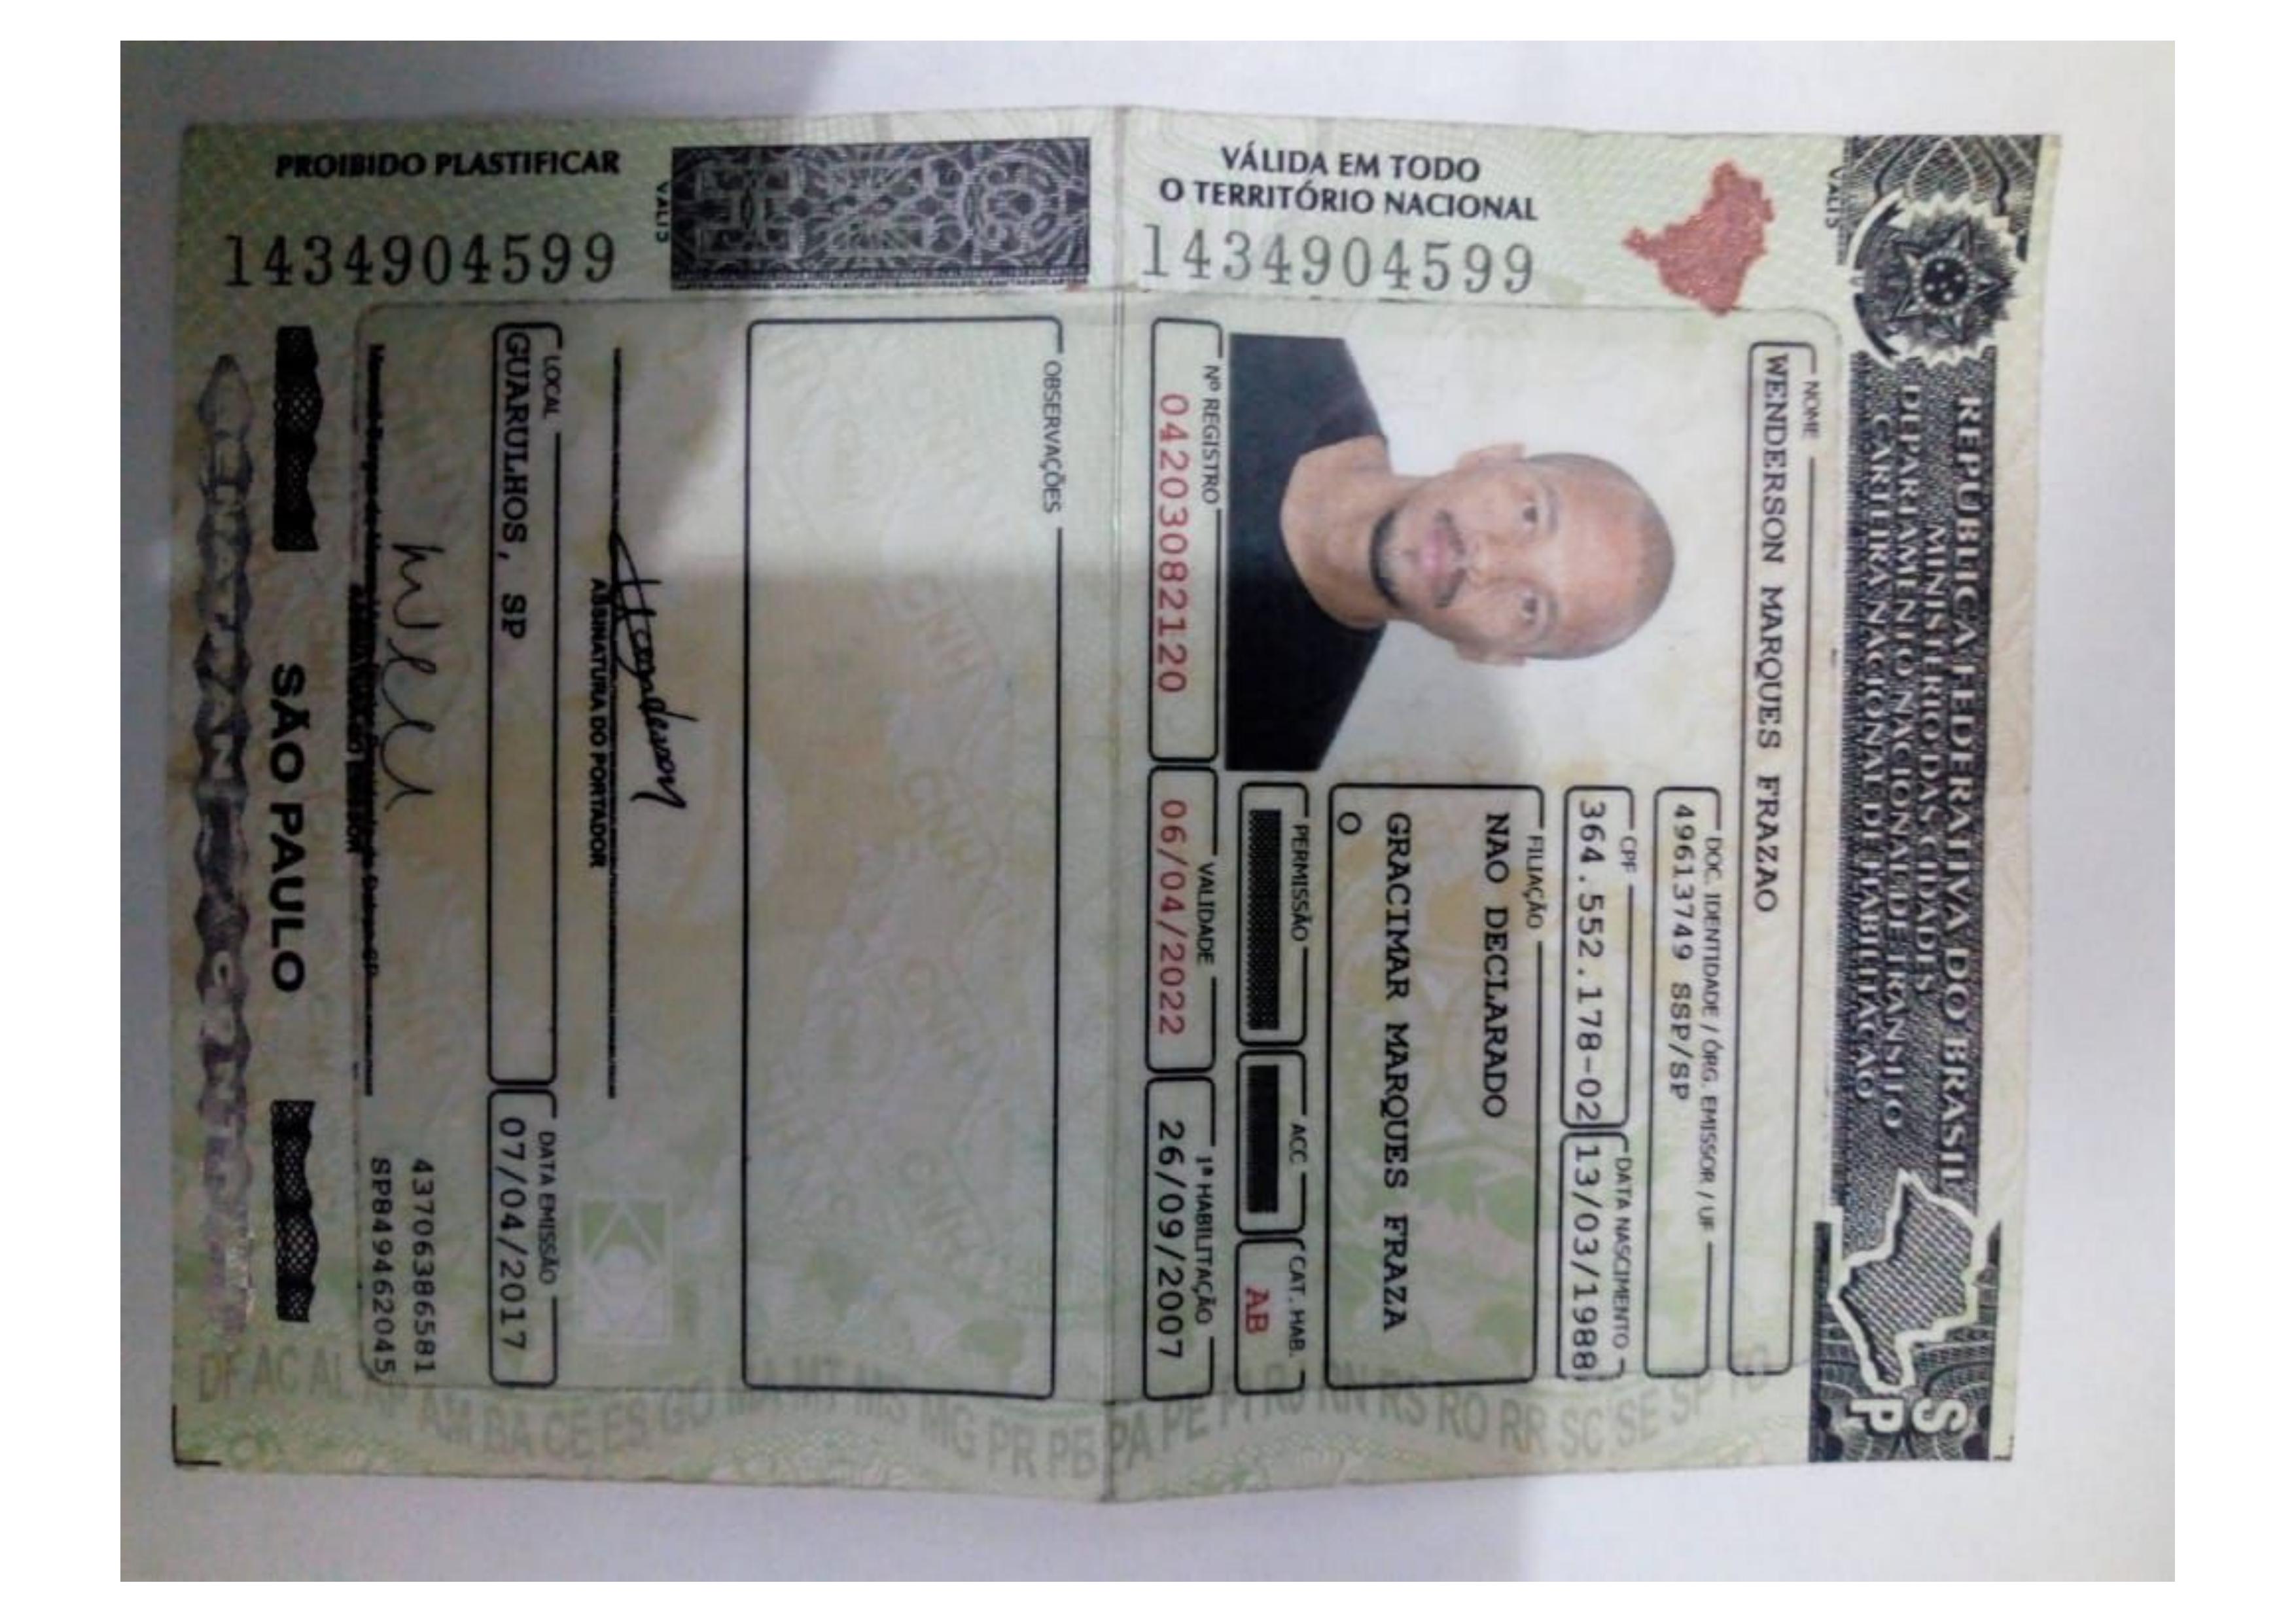 REPÚBLICA FEDERATIVA DO BRASIL
MINISTÉRIO DAS CIDADES
DEPARTAMENTO NACIONAL DE TRÂNSITO
CARTEIRA NACIONAL DE HABILITAÇÃO
SP
NOME
WENDERSON MARQUES FRAZAO
DOC. IDENTIDADE / ÓRG. EMISSOR / UF
49613749 SSP/SP
CPF
364.552.178-02
DATA NASCIMENTO
13/03/1988
FILIAÇÃO
NAO DECLARADO
GRACIMAR MARQUES FRAZA
O
PERMISSÃO
ACC
CAT. HAB.
AB
Nº REGISTRO
04203082120
VALIDADE
06/04/2022
1ª HABILITAÇÃO
26/09/2007
VÁLIDA EM TODO
O TERRITÓRIO NACIONAL
1434904599
OBSERVAÇÕES
ASSINATURA DO PORTADOR
LOCAL
GUARULHOS, SP
DATA EMISSÃO
07/04/2017
43706386581
SP849462045
SÃO PAULO
PROIBIDO PLASTIFICAR
1434904599
DF AC AL AP AM BA CE ES GO MA MT MS MG PR PB PA PE PI RJ RN RS RO RR SC SE SP TO